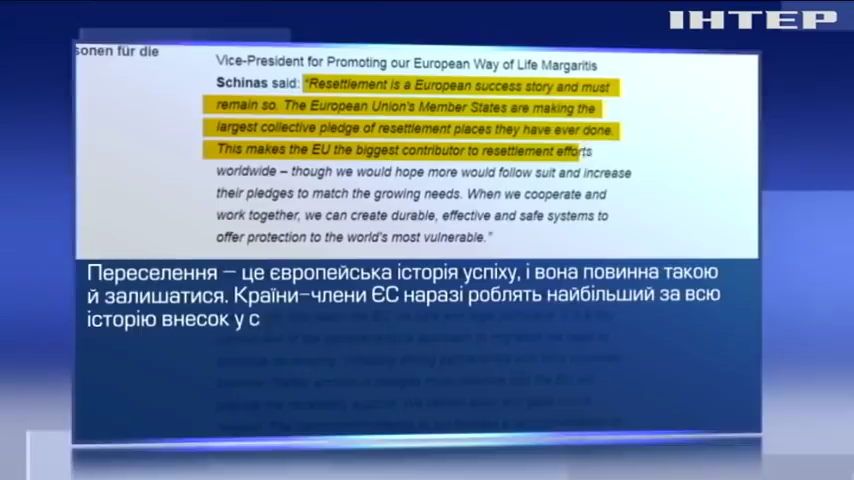 ІНТЕР
sonen für die
Vice-President for Promoting our European Way of Life Margaritis
Schinas said: "Resettlement is a European success story and must
remain so. The European Union's Member States are making the
largest collective pledge of resettlement places they have ever done.
This makes the EU the biggest contributor to resettlement efforts
worldwide – though we would hope more would follow suit and increase
their pledges to match the growing needs. When we cooperate and
work together, we can create durable, effective and safe systems to
offer protection to the world's most vulnerable."
Переселення – це європейська історія успіху, і вона повинна такою
й залишатися. Країни-члени ЄС наразі роблять найбільший за всю
історію внесок у с